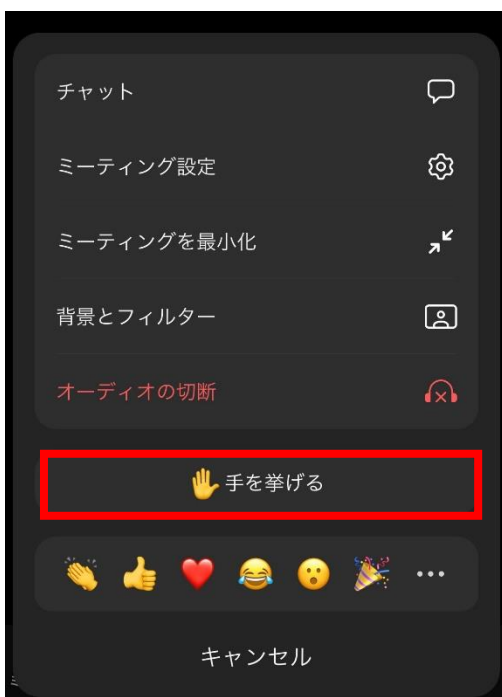 チャット
ミーティング設定
ミーティングを最小化
背景とフィルター
オーディオの切断
手を挙げる
キャンセル